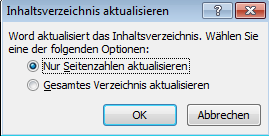 Inhaltsverzeichnis aktualisieren
Word aktualisiert das Inhaltsverzeichnis. Wählen Sie
eine der folgenden Optionen:
Nur Seitenzahlen aktualisieren
Gesamtes Verzeichnis aktualisieren
OK
Abbrechen